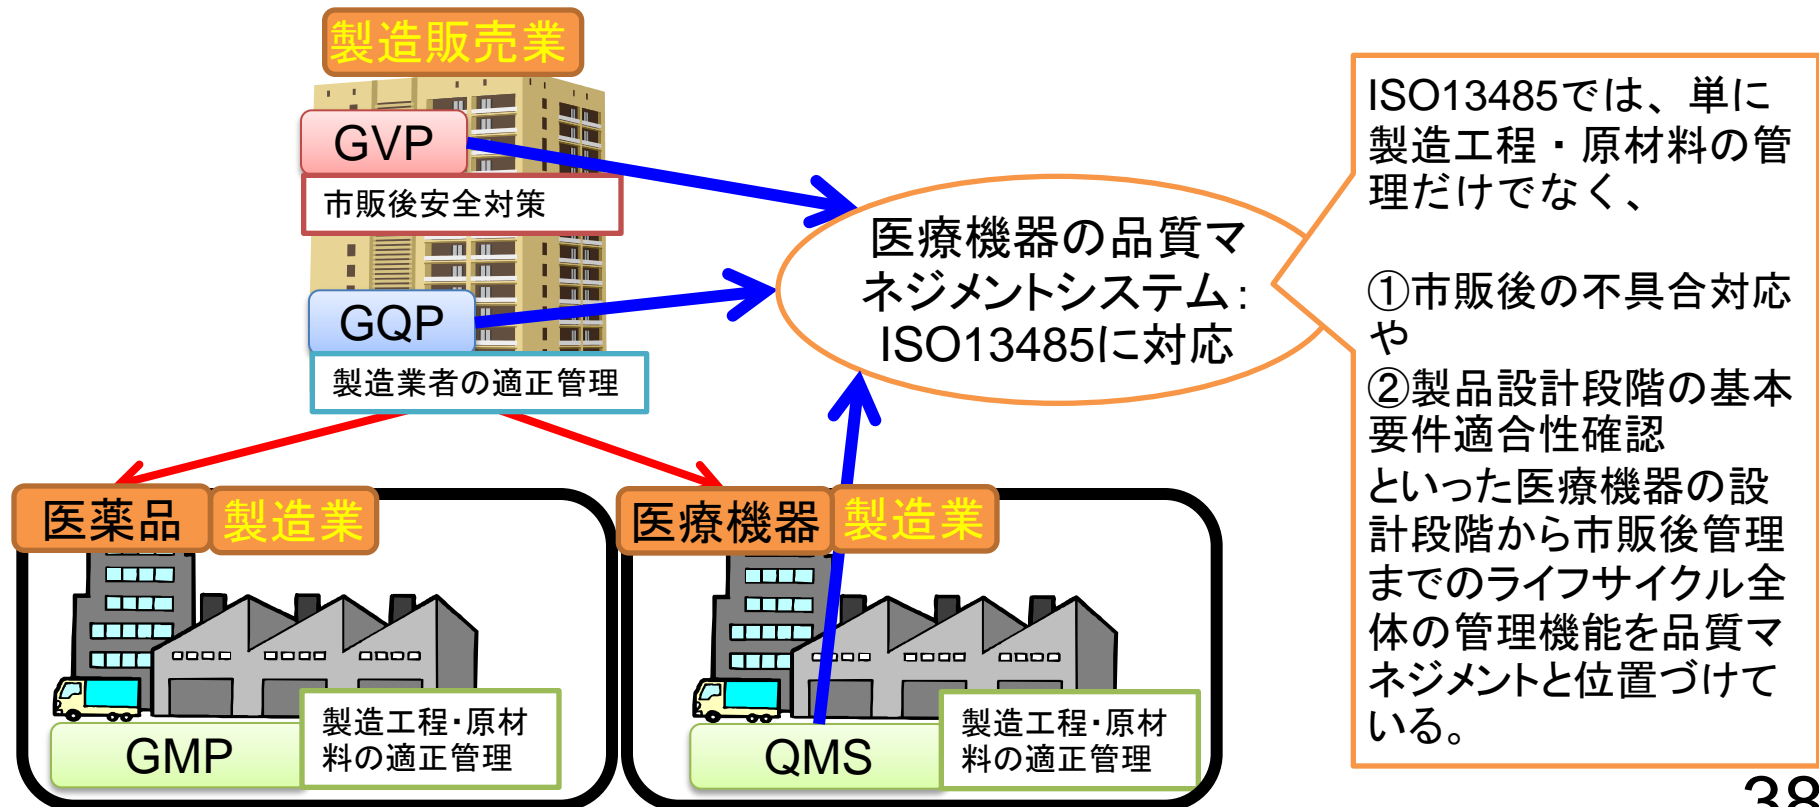 製造販売業
GVP
市販後安全対策
GQP
製造業者の適正管理
医療機器の品質マ
ネジメントシステム：
ISO13485に対応
ISO13485では、単に
製造工程・原材料の管
理だけでなく、
①市販後の不具合対応
や
②製品設計段階の基本
要件適合性確認
といった医療機器の設
計段階から市販後管理
までのライフサイクル全
体の管理機能を品質マ
ネジメントと位置づけて
いる。
医薬品 製造業
GMP
製造工程・原材
料の適正管理
医療機器 製造業
QMS
製造工程・原材
料の適正管理
38